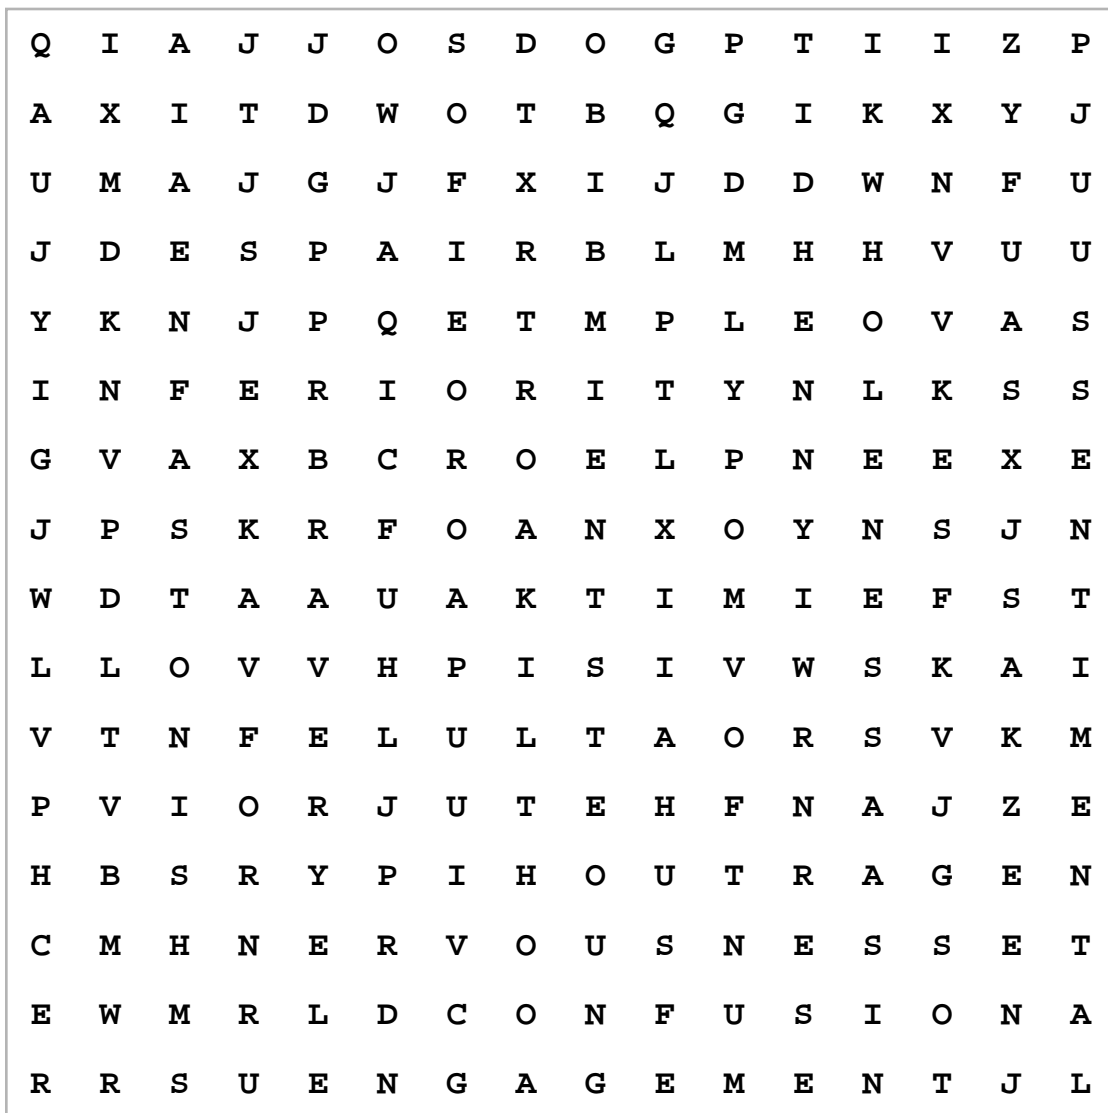 Q I A J J O S D O G P T I I Z P
A X I T D W O T B Q G I K X Y J
U M A J G J F X I J D D W N F U
J D E S P A I R B L M H H V U U
Y K N J P Q E T M P L E O V A S
I N F E R I O R I T Y N L K S S
G V A X B C R O E L P N E E X E
J P S K R F O A N X O Y N S J N
W D T A A U A K T I M I E F S T
L L O V V H P I S I V W S K A I
V T N F E L U L T A O R S V K M
P V I O R J U T E H F N A J Z E
H B S R Y P I H O U T R A G E N
C M H N E R V O U S N E S S E T
E W M R L D C O N F U S I O N A
R R S U E N G A G E M E N T J L